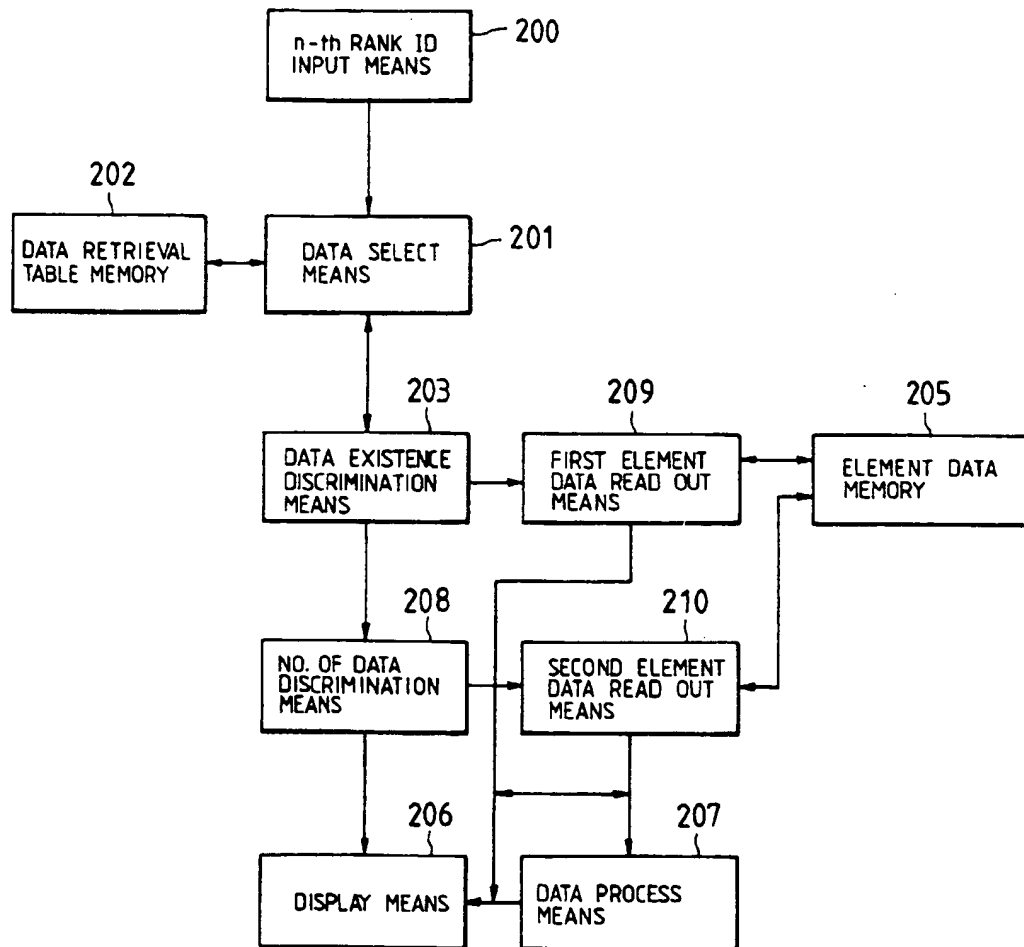 n-th RANK ID
INPUT MEANS
200
202
DATA RETRIEVAL
TABLE MEMORY
DATA SELECT
MEANS
201
203
DATA EXISTENCE
DISCRIMINATION
MEANS
209
FIRST ELEMENT
DATA READ OUT
MEANS
205
ELEMENT DATA
MEMORY
208
NO. OF DATA
DISCRIMINATION
MEANS
210
SECOND ELEMENT
DATA READ OUT
MEANS
206
DISPLAY MEANS
207
DATA PROCESS
MEANS